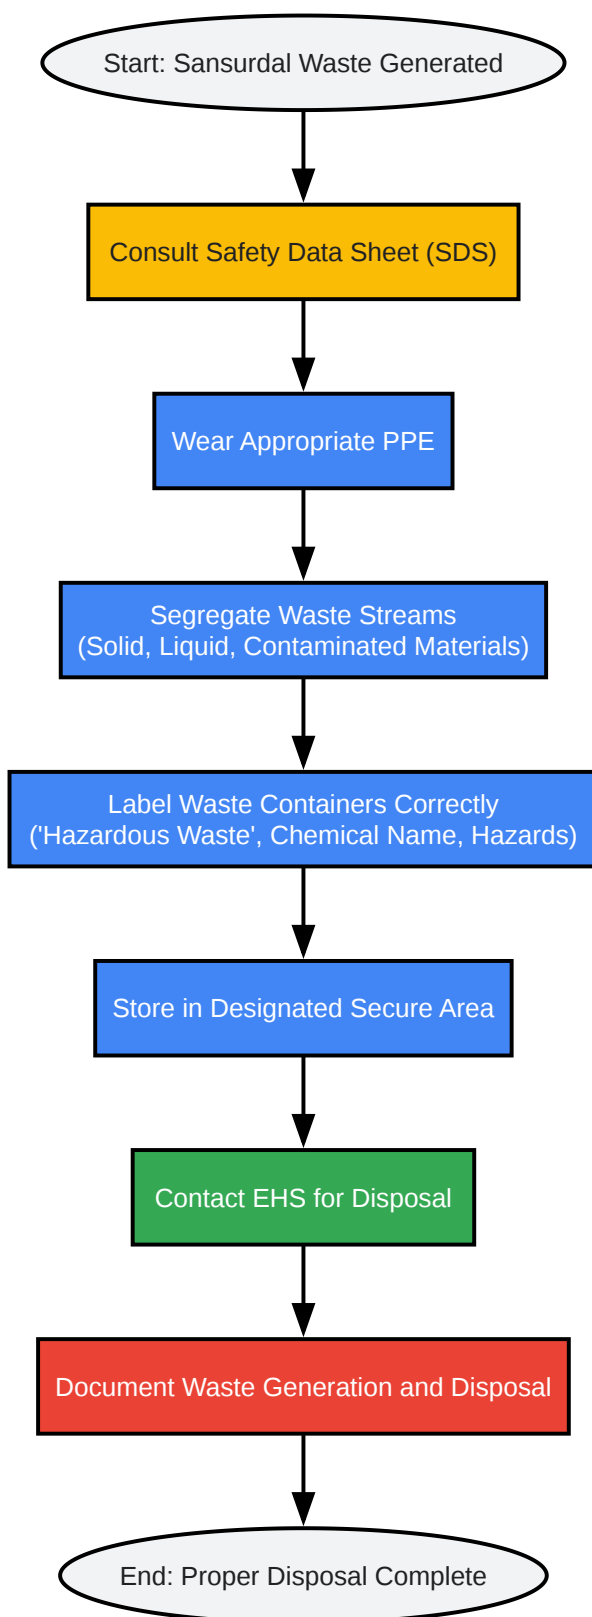 Start: Sansurdal Waste Generated
Consult Safety Data Sheet (SDS)
Wear Appropriate PPE
Segregate Waste Streams
(Solid, Liquid, Contaminated Materials)
Label Waste Containers Correctly
('Hazardous Waste', Chemical Name, Hazards)
Store in Designated Secure Area
Contact EHS for Disposal
Document Waste Generation and Disposal
End: Proper Disposal Complete